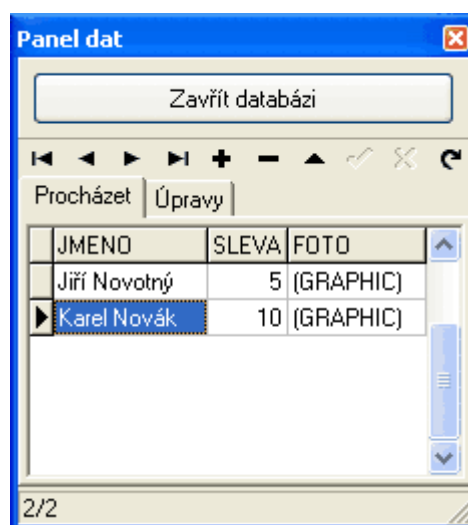 Panel dat
Zavřít databázi
Procházet Úpravy
JMENO SLEVA FOTO
Jiří Novotný 5 (GRAPHIC)
Karel Novák 10 (GRAPHIC)
2/2